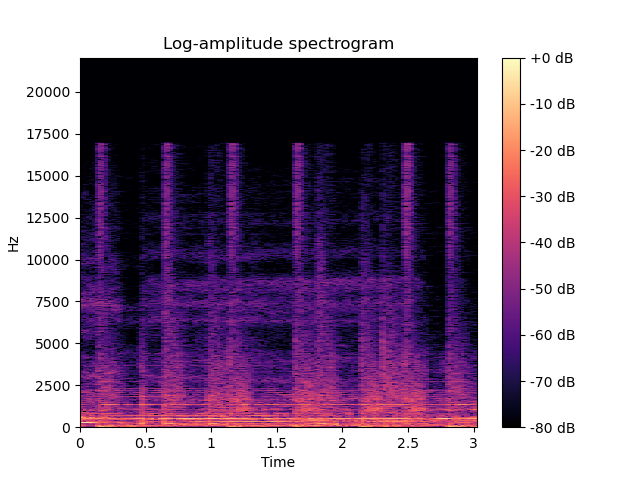 Log-amplitude spectrogram
Hz
20000
17500
15000
12500
10000
7500
5000
2500
0
0 0.5 1 1.5 2 2.5 3
Time
+0 dB
-10 dB
-20 dB
-30 dB
-40 dB
-50 dB
-60 dB
-70 dB
-80 dB